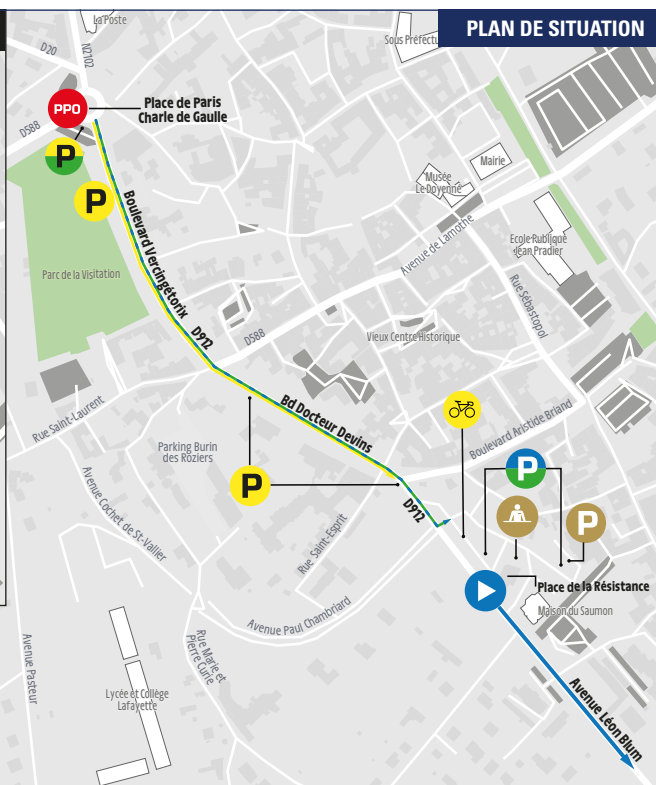 PLAN DE SITUATION
La Poste
Sous Préfectu
D20
N2102
PPO
Place de Paris
Charle de Gaulle
D588
P
P
Mairie
Musée
Le Doyenné
Boulevard Vercingétorix
Avenue de Lamothe
Ecole Rublique
Jean Pradier
Parc de la Visitation
Rue Sébastopol
D912
D588
Vieux Centre Historique
Rue Saint-Laurent
Bd Docteur Devins
Boulevard Aristide Briand
Parking Burin
des Roziers
P
P
D912
P
Avenue Cochet de St-Vallier
Rue Saint-Esprit
Place de la Résistance
Maison du Saumon
Avenue Paul Chambriard
Rue Marie et
Pierre Curie
Avenue Pasteur
Lycée et Collège
Lafayette
Avenue Léon Blum